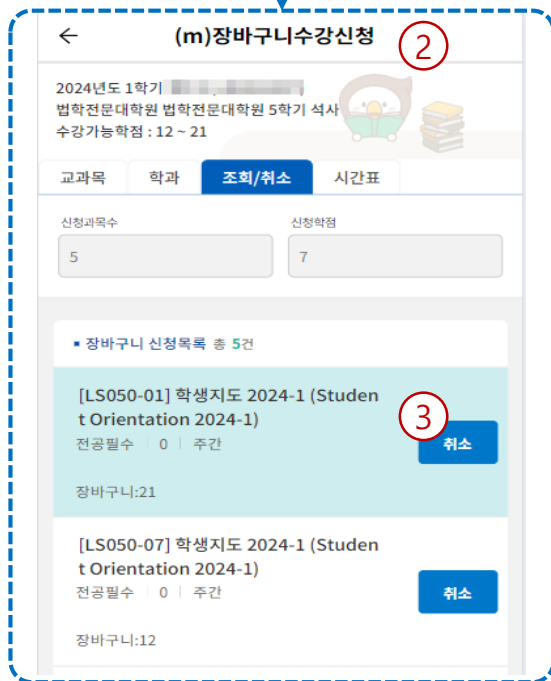 ← (m)장바구니수강신청 2
2024년도 1학기
법학전문대학원 법학전문대학원 5학기 석사
수강가능학점 : 12 ~ 21
교과목 학과 조회/취소 시간표
신청과목수 신청학점
5 7
▪ 장바구니 신청목록 총 5건
[LS050-01] 학생지도 2024-1 (Studen
t Orientation 2024-1)
3
전공필수 | 0 | 주간
취소
장바구니:21
[LS050-07] 학생지도 2024-1 (Studen
t Orientation 2024-1)
전공필수 | 0 | 주간
취소
장바구니:12